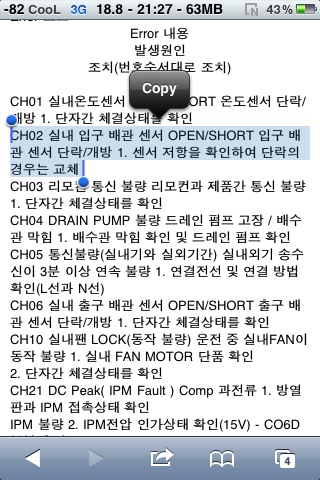 82 CooL 3G 18.8 - 21:27 - 63MB 43%
Error 내용
발생원인
조치(번호순서대로 조치)
Copy
CH01 실내온도센서 ORT 온도센서 단락/
개방 1. 단자간 체결상태를 확인
CH02 실내 입구 배관 센서 OPEN/SHORT 입구 배
관 센서 단락/개방 1. 센서 저항을 확인하여 단락의
경우는 교체
CH03 리모컨 통신 불량 리모컨과 제품간 통신 불량
1. 단자간 체결상태를 확인
CH04 DRAIN PUMP 불량 드레인 펌프 고장 / 배수
관 막힘 1. 배수관 막힘 확인 및 드레인 펌프 확인
CH05 통신불량(실내기와 실외기간) 실내외기 송수
신이 3분 이상 연속 불량 1. 연결전선 및 연결 방법
확인(L선과 N선)
CH06 실내 출구 배관 센서 OPEN/SHORT 출구 배
관 센서 단락/개방 1. 단자간 체결상태를 확인
CH10 실내팬 LOCK(동작 불량) 운전 중 실내FAN이
동작 불량 1. 실내 FAN MOTOR 단품 확인
2. 단자간 체결상태를 확인
CH21 DC Peak( IPM Fault ) Comp 과전류 1. 방열
판과 IPM 접촉상태 확인
IPM 불량 2. IPM전압 인가상태 확인(15V) - CO6D
4